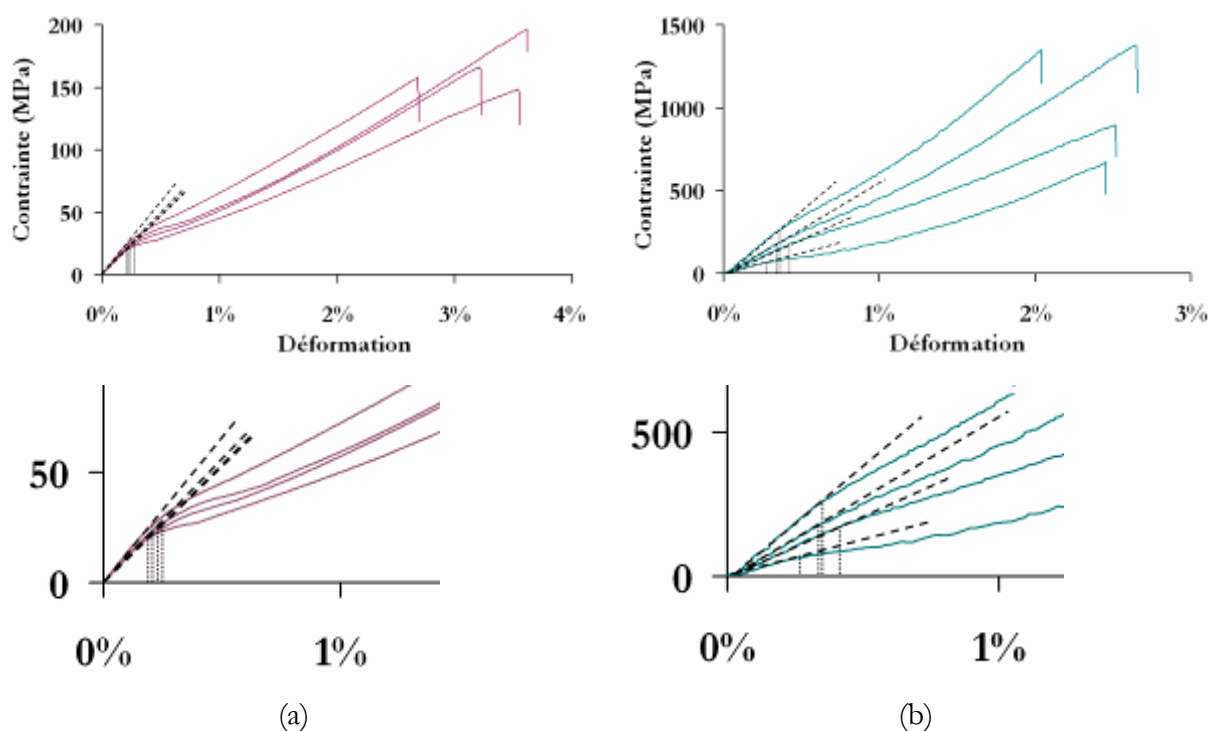 200
150
100
50
0
Contrainte (MPa)
0% 1% 2% 3% 4%
Déformation
1500
1000
500
0
Contrainte (MPa)
0% 1% 2% 3%
Déformation
50
0
0% 1%
500
0
0% 1%
(a) (b)